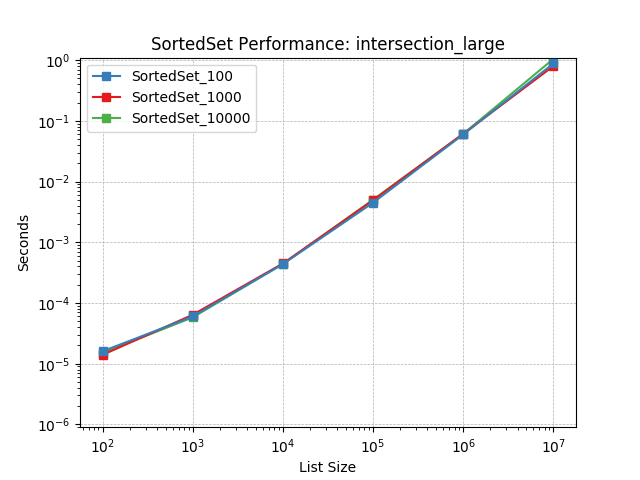 SortedSet Performance: intersection_large
SortedSet_100
SortedSet_1000
SortedSet_10000
10⁰
10⁻¹
10⁻²
10⁻³
10⁻⁴
10⁻⁵
10⁻⁶
Seconds
10² 10³ 10⁴ 10⁵ 10⁶ 10⁷
List Size